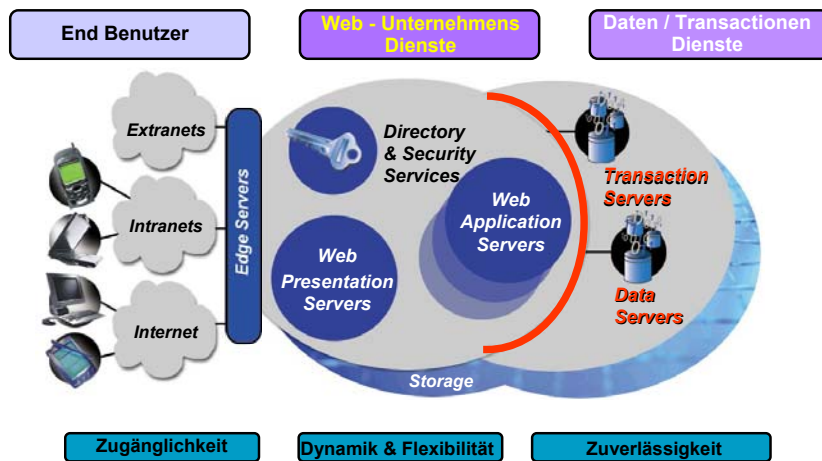 End Benutzer
Web - Unternehmens
Dienste
Daten / Transactionen
Dienste
Extranets
Intranets
Internet
Edge Servers
Directory
& Security
Services
Web
Presentation
Servers
Web
Application
Servers
Transaction
Servers
Data
Servers
Storage
Zugänglichkeit
Dynamik & Flexibilität
Zuverlässigkeit